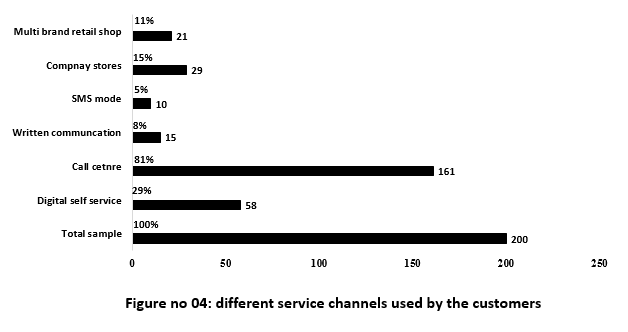 11%
Multi brand retail shop 21
15%
Compnay stores 29
5%
SMS mode 10
8%
Written communcation 15
81%
Call cetnre 161
29%
Digital self service 58
100%
Total sample 200
0 50 100 150 200 250
Figure no 04: different service channels used by the customers